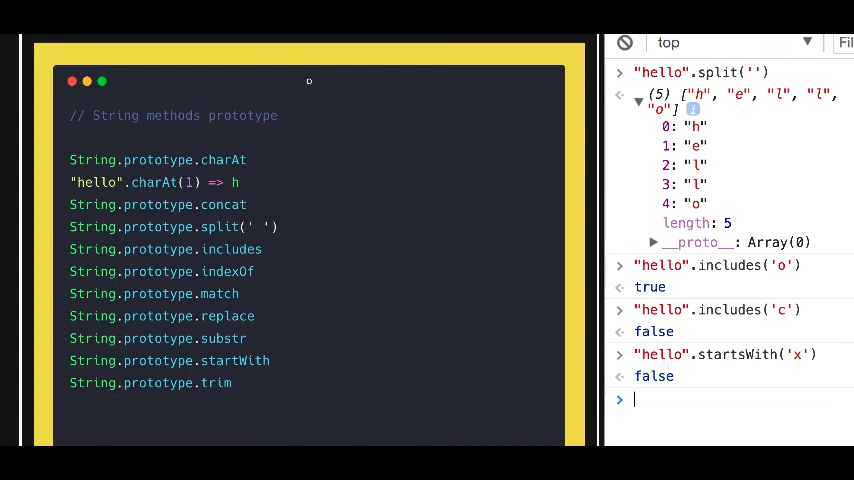 o
// String methods prototype
String.prototype.charAt
"hello".charAt(1) => h
String.prototype.concat
String.prototype.split(' ')
String.prototype.includes
String.prototype.indexOf
String.prototype.match
String.prototype.replace
String.prototype.substr
String.prototype.startWith
String.prototype.trim
top
Fil
> "hello".split('')
(5) ["h", "e", "l", "l",
"o"] i
0: "h"
1: "e"
2: "l"
3: "l"
4: "o"
length: 5
__proto__: Array(0)
> "hello".includes('o')
true
> "hello".includes('c')
false
> "hello".startsWith('x')
false
>